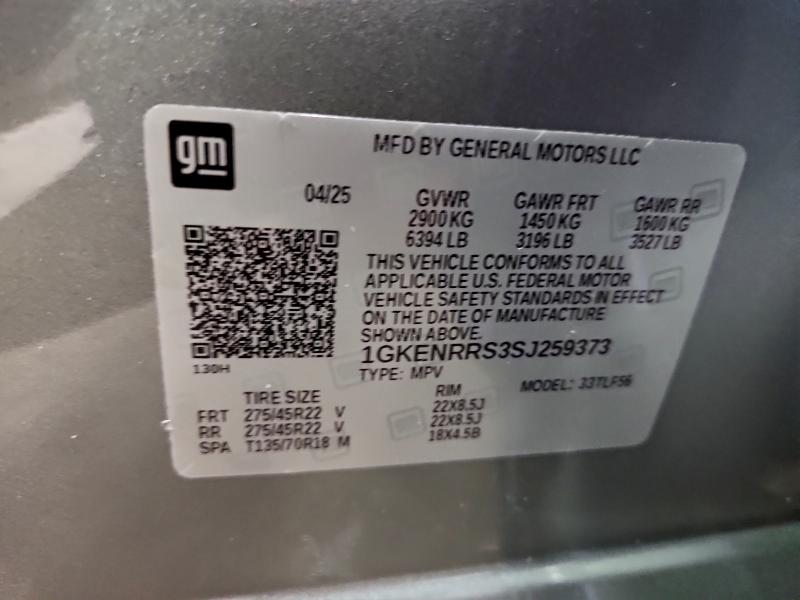 gm
MFD BY GENERAL MOTORS LLC
04/25 GVWR GAWR FRT GAWR RR
2900 KG 1450 KG 1600 KG
6394 LB 3196 LB 3527 LB
THIS VEHICLE CONFORMS TO ALL
APPLICABLE U.S. FEDERAL MOTOR
VEHICLE SAFETY STANDARDS IN EFFECT
ON THE DATE OF MANUFACTURE
SHOWN ABOVE.
1GKENRRS3SJ259373
130H
TYPE: MPV MODEL: 33TLF56
TIRE SIZE RIM
FRT 275/45R22 V 22X8.5J
RR 275/45R22 V 22X8.5J
SPA T135/70R18 M 18X4.5B